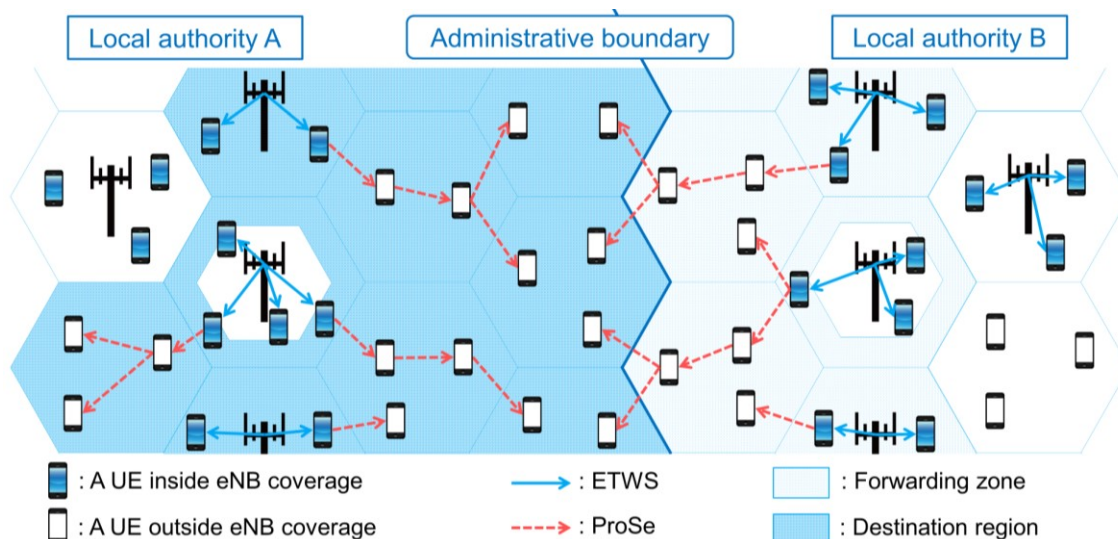 Local authority A
Administrative boundary
Local authority B
: A UE inside eNB coverage
: ETWS
: Forwarding zone
: A UE outside eNB coverage
: ProSe
: Destination region